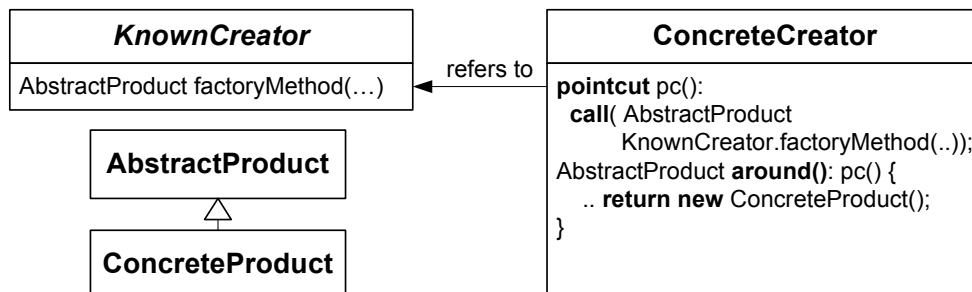 KnownCreator
AbstractProduct factoryMethod(…)
refers to
AbstractProduct
ConcreteProduct
ConcreteCreator
pointcut pc():
call( AbstractProduct
KnownCreator.factoryMethod(..));
AbstractProduct around(): pc() {
.. return new ConcreteProduct();
}